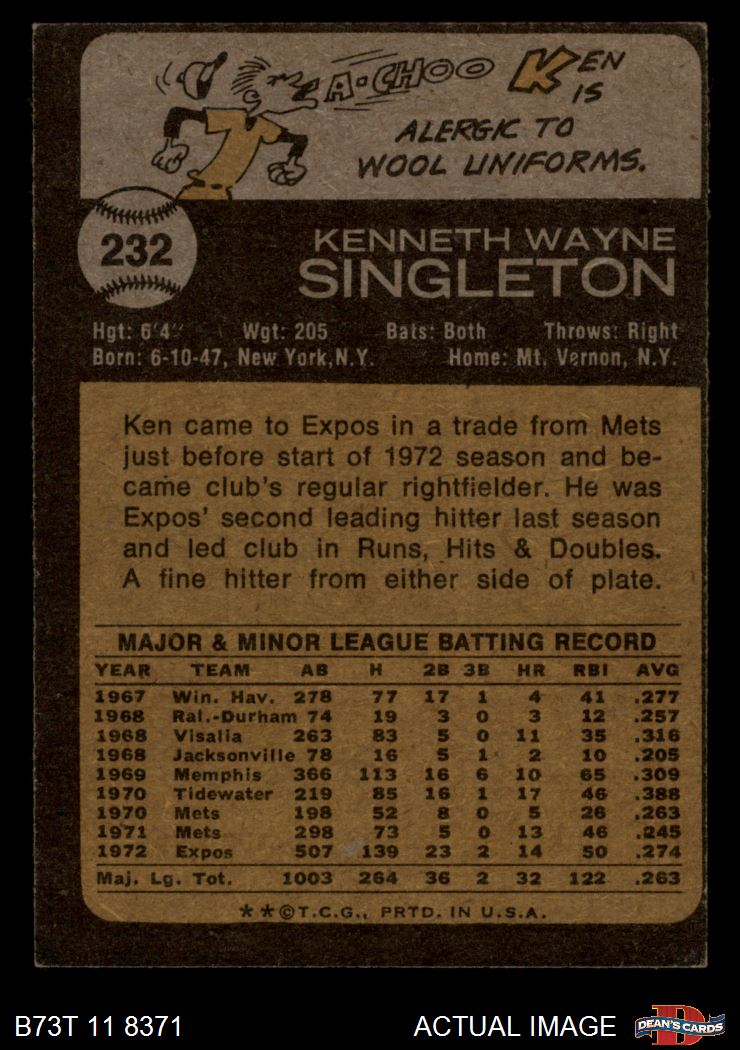 A-CHOO KEN
IS
ALERGIC TO
WOOL UNIFORMS.
232
KENNETH WAYNE
SINGLETON
Hgt: 6'4" Wgt: 205 Bats: Both Throws: Right
Born: 6-10-47, New York, N.Y. Home: Mt. Vernon, N.Y.
Ken came to Expos in a trade from Mets
just before start of 1972 season and be-
came club's regular rightfielder. He was
Expos' second leading hitter last season
and led club in Runs, Hits & Doubles.
A fine hitter from either side of plate.
MAJOR & MINOR LEAGUE BATTING RECORD
YEAR TEAM AB H 2B 3B HR RBI AVG
1967 Win. Hav. 278 77 17 1 4 41 .277
1968 Ral.-Durham 74 19 3 0 3 12 .257
1968 Visalia 263 83 5 0 11 35 .316
1968 Jacksonville 78 16 5 1 2 10 .205
1969 Memphis 366 113 16 6 10 65 .309
1970 Tidewater 219 85 16 1 17 46 .388
1970 Mets 198 52 8 0 5 26 .263
1971 Mets 298 73 5 0 13 46 .245
1972 Expos 507 139 23 2 14 50 .274
Maj. Lg. Tot. 1003 264 36 2 32 122 .263
**©T.C.G., PRTD. IN U.S.A.
B73T 11 8371 ACTUAL IMAGE D DEAN'S CARDS